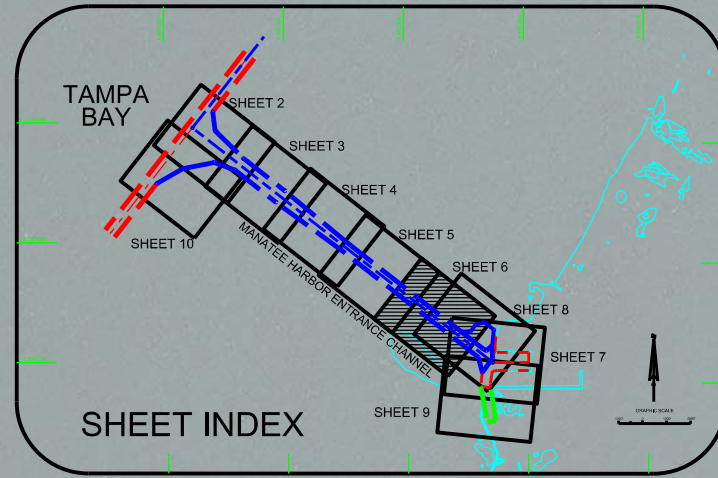 TAMPA
BAY
SHEET 2
SHEET 3
SHEET 4
SHEET 5
SHEET 6
SHEET 8
SHEET 7
SHEET 9
SHEET 10
MANATEE HARBOR ENTRANCE CHANNEL
SHEET INDEX
GRAPHIC SCALE